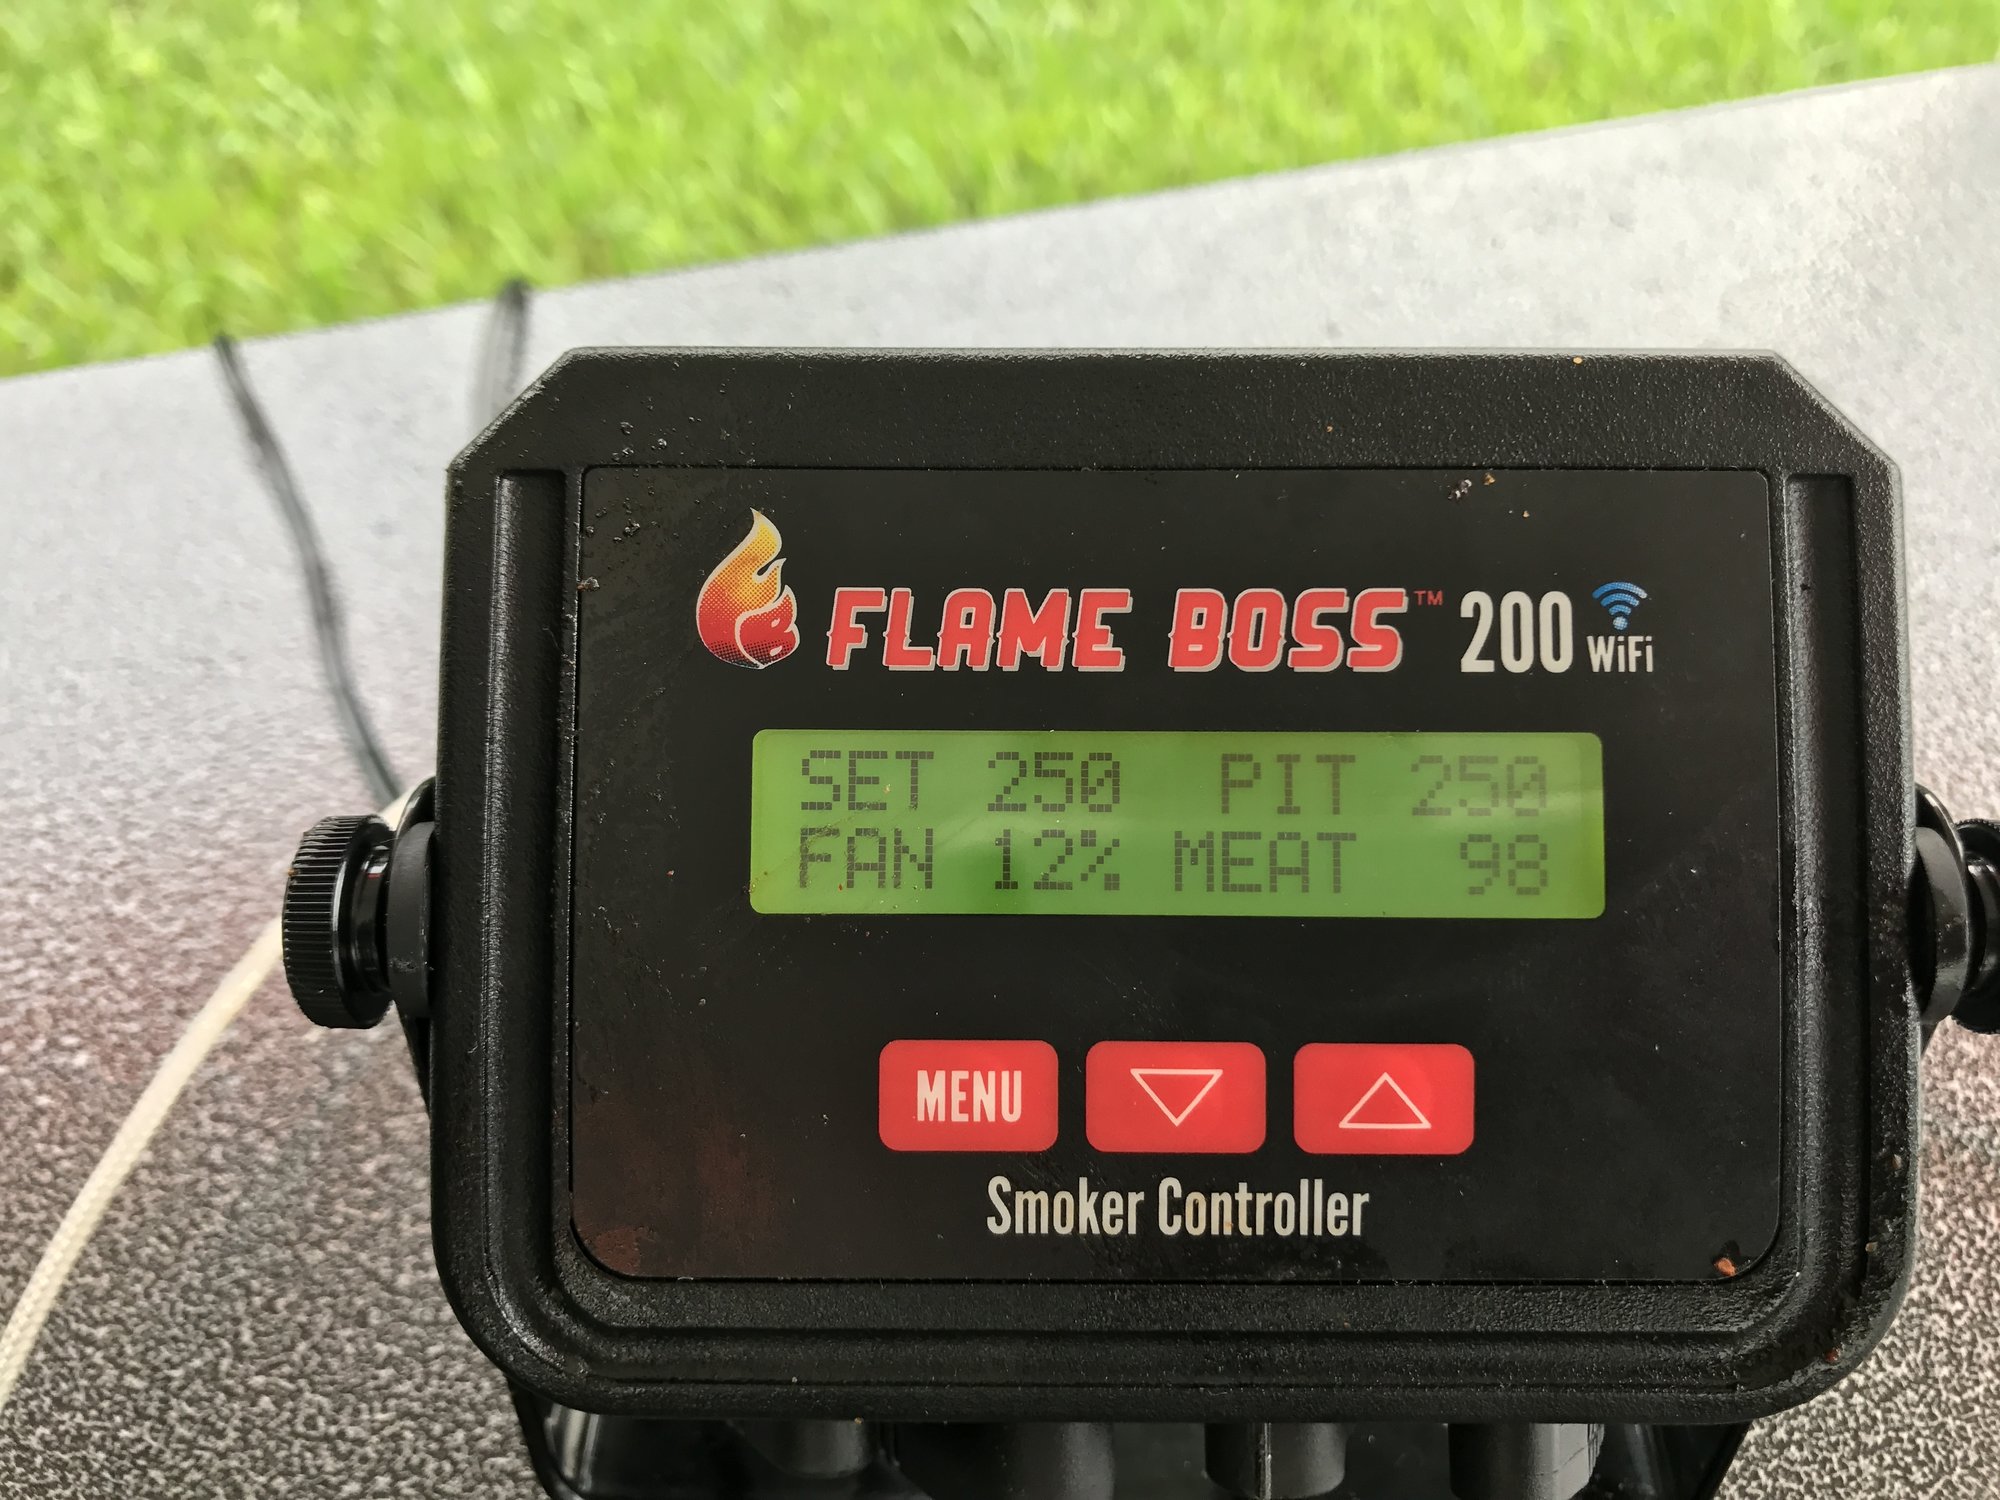 FLAME BOSS™ 200 WiFi
SET 250 PIT 250
FAN 12% MEAT 98
MENU
Smoker Controller